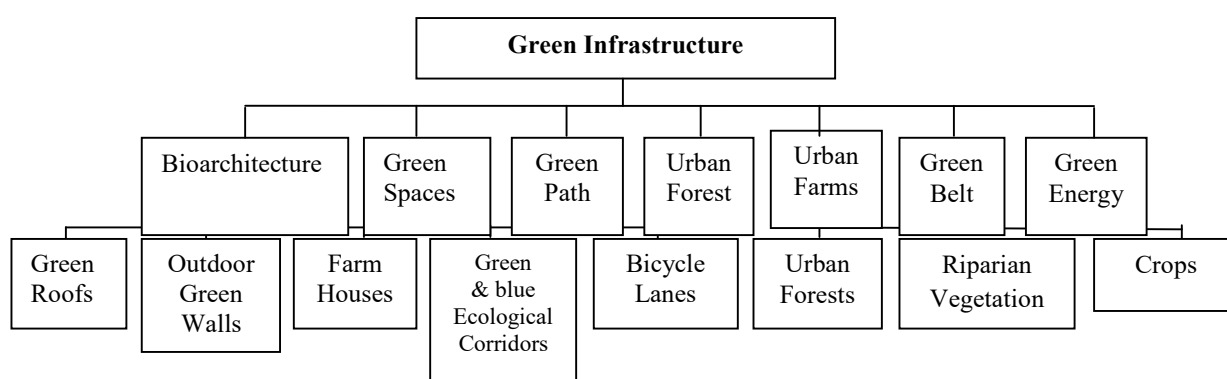 Green Infrastructure
Bioarchitecture
Green
Spaces
Green
Path
Urban
Forest
Urban
Farms
Green
Belt
Green
Energy
Green
Roofs
Outdoor
Green
Walls
Farm
Houses
Green
& blue
Ecological
Corridors
Bicycle
Lanes
Urban
Forests
Riparian
Vegetation
Crops